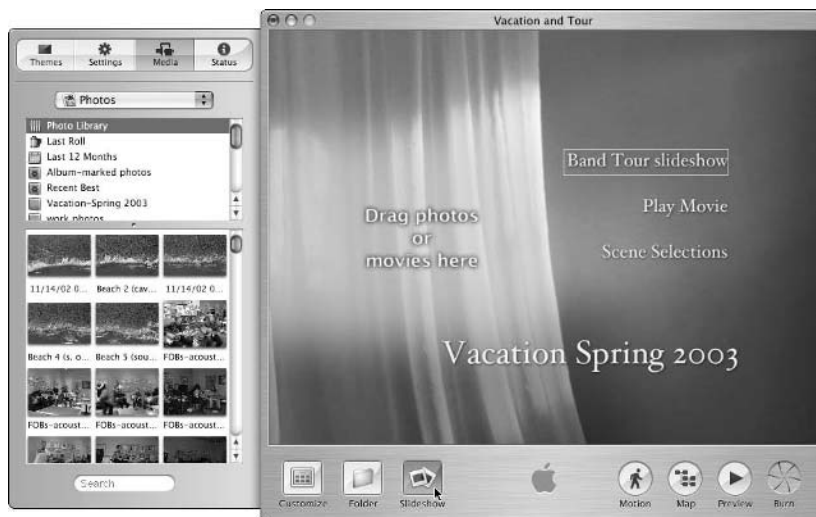 Vacation and Tour
Themes Settings Media Status
Photos
Photo Library
Last Roll
Last 12 Months
Album-marked photos
Recent Best
Vacation-Spring 2003
work photos
11/14/02 0... Beach 2 (cav... 11/14/02 0...
Beach 4 (s. o... Beach 5 (sou... FOBs-acoust...
FOBs-acoust... FOBs-acoust... FOBs-acoust...
Search
Band Tour slideshow
Play Movie
Scene Selections
Drag photos
or
movies here
Vacation Spring 2003
Customize Folder Slideshow Motion Map Preview Burn